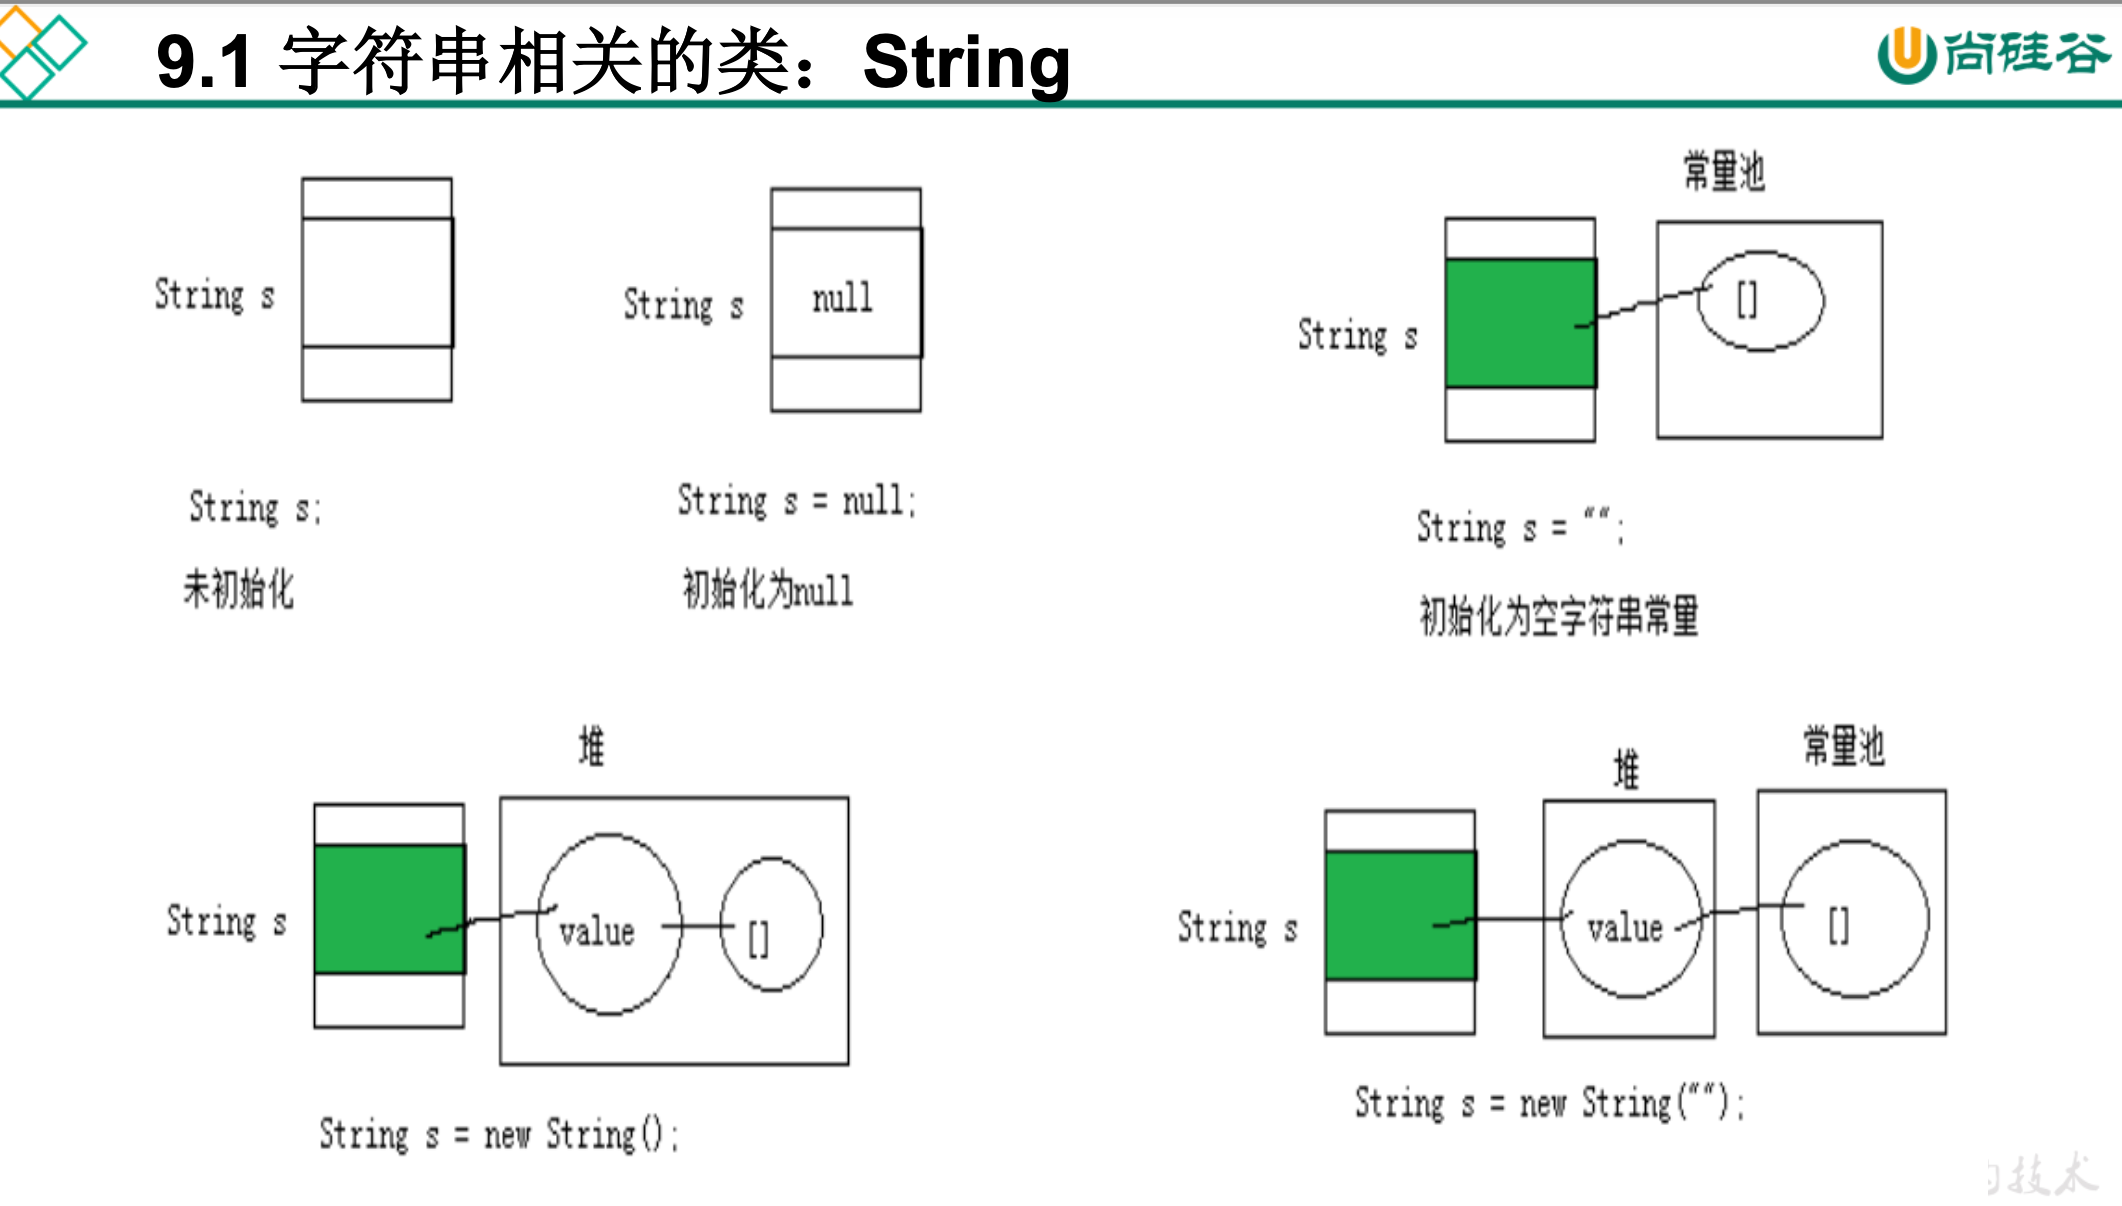 9.1 字符串相关的类：String
尚硅谷
String s
String s;
未初始化
String s
null
String s = null;
初始化为null
常量池
String s
[]
String s = "";
初始化为空字符串常量
堆
String s
value
[]
String s = new String();
堆
常量池
String s
value
[]
String s = new String("");
技术